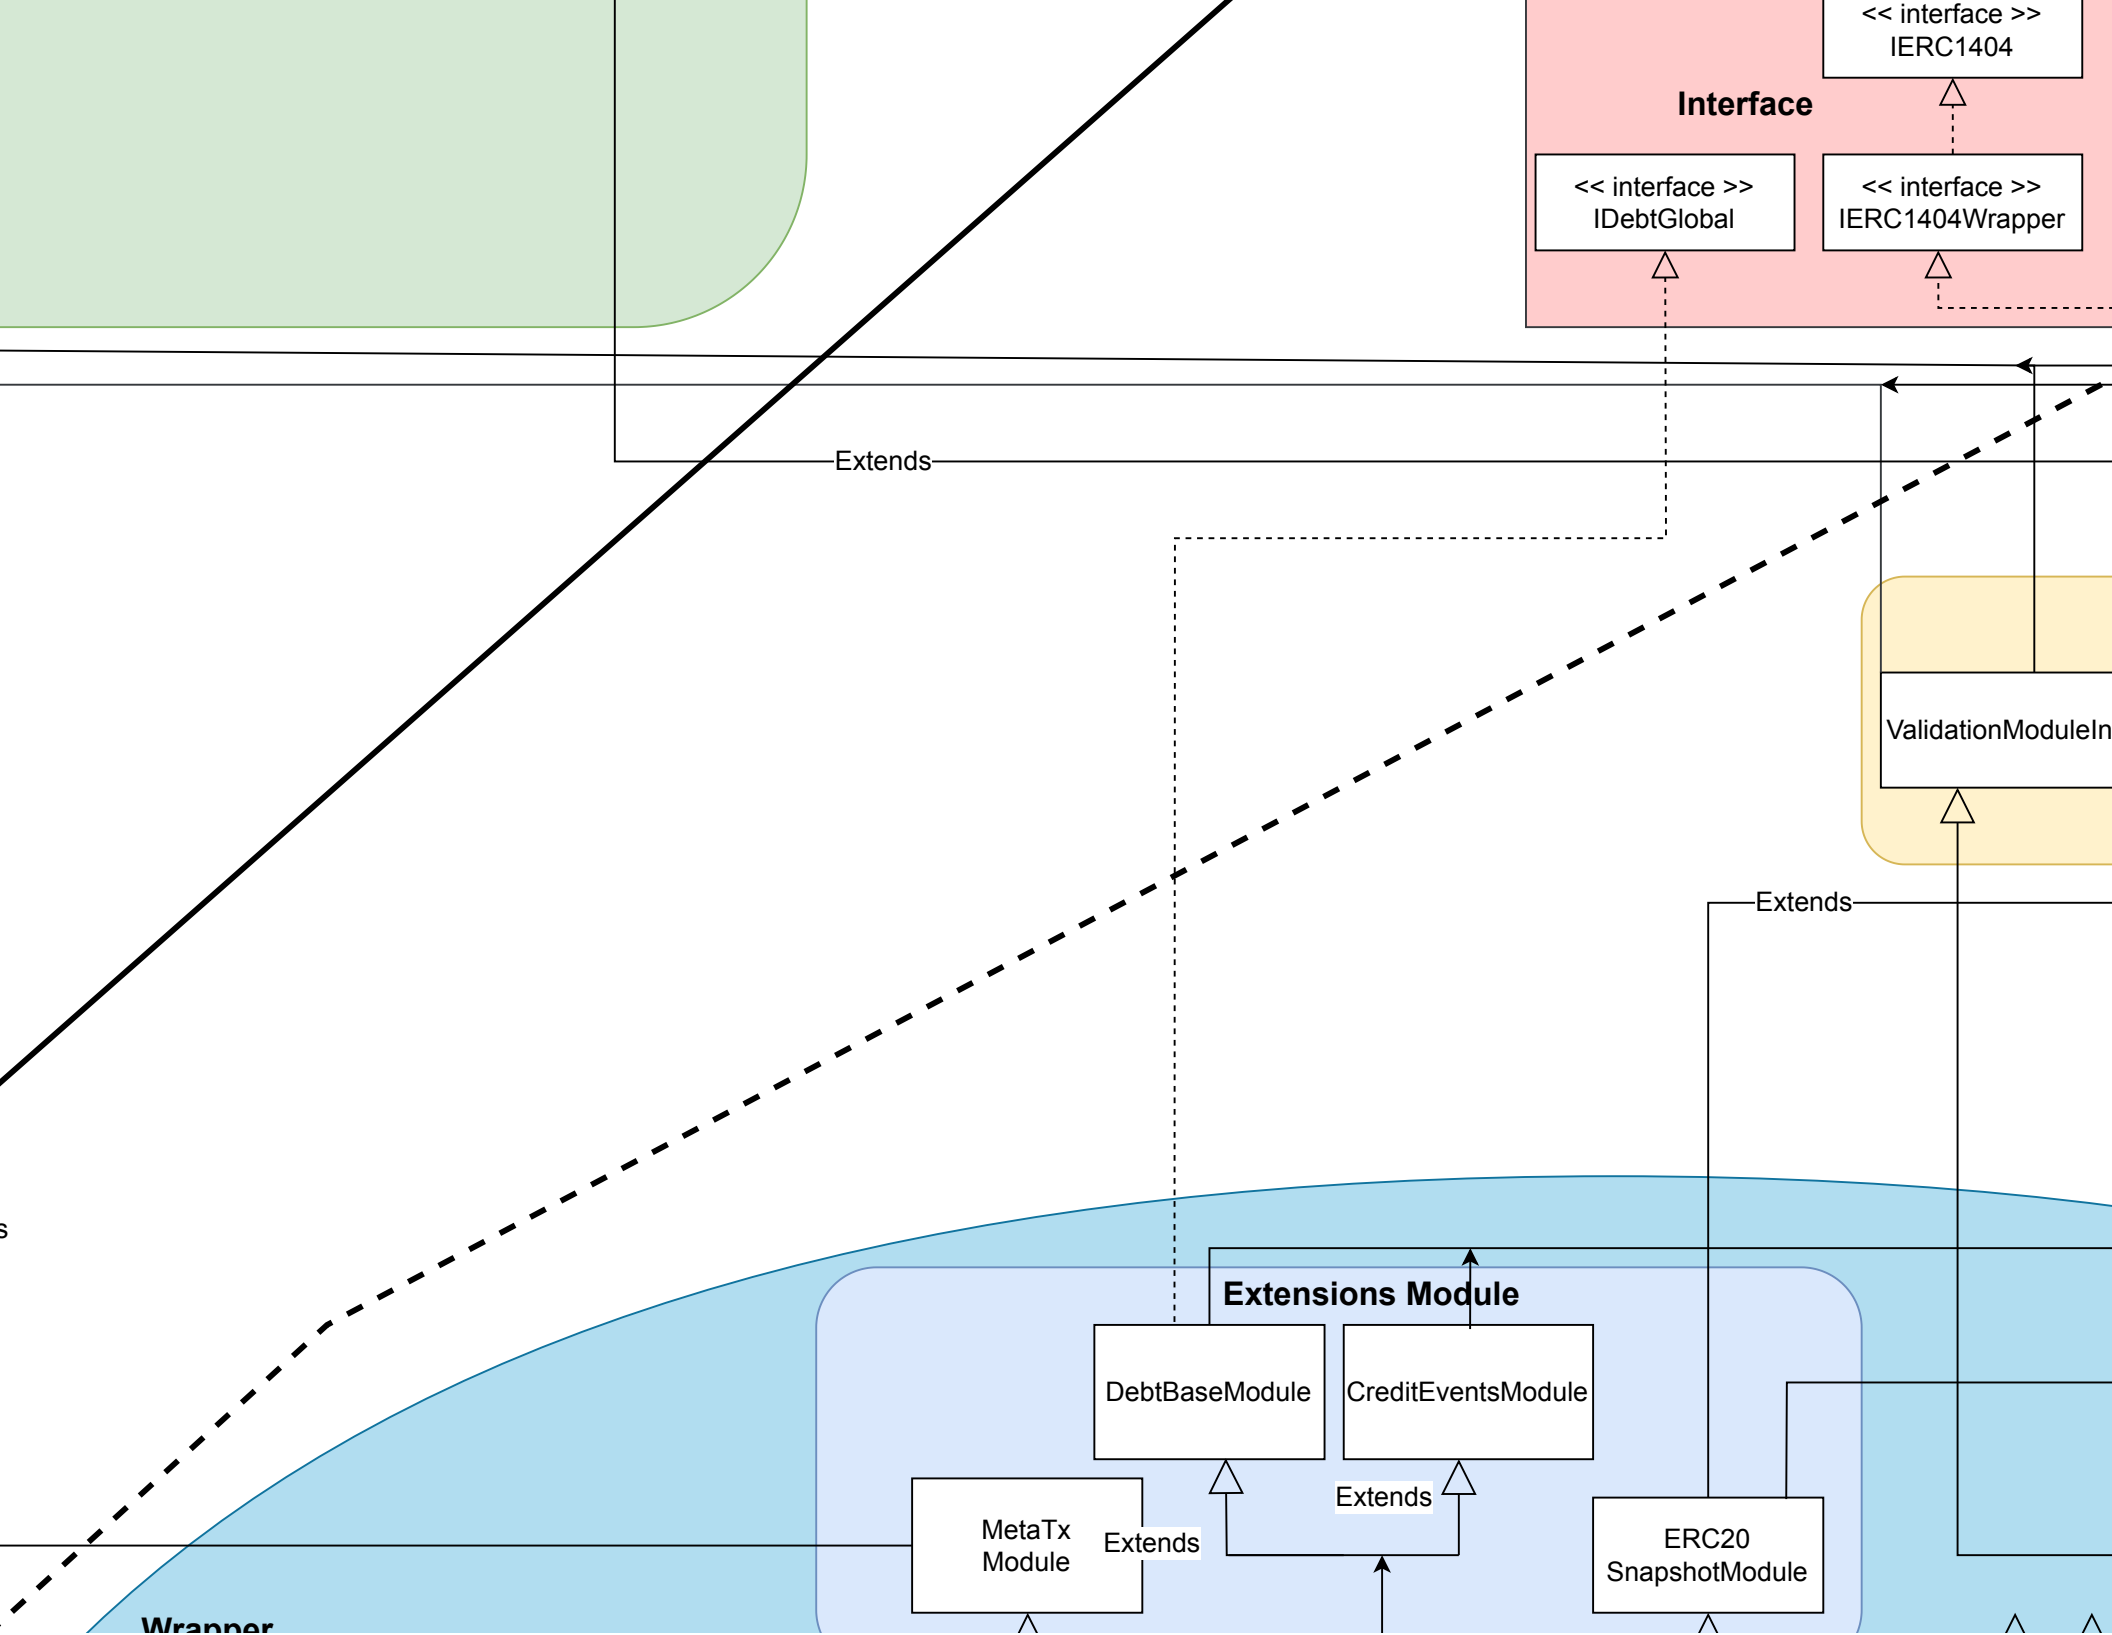 << interface >>
IERC1404
Interface
<< interface >>
IDebtGlobal
<< interface >>
IERC1404Wrapper
Extends
ValidationModuleIn
Extends
s
Extensions Module
DebtBaseModule
CreditEventsModule
Extends
MetaTx
Module
Extends
ERC20
SnapshotModule
Wrapper